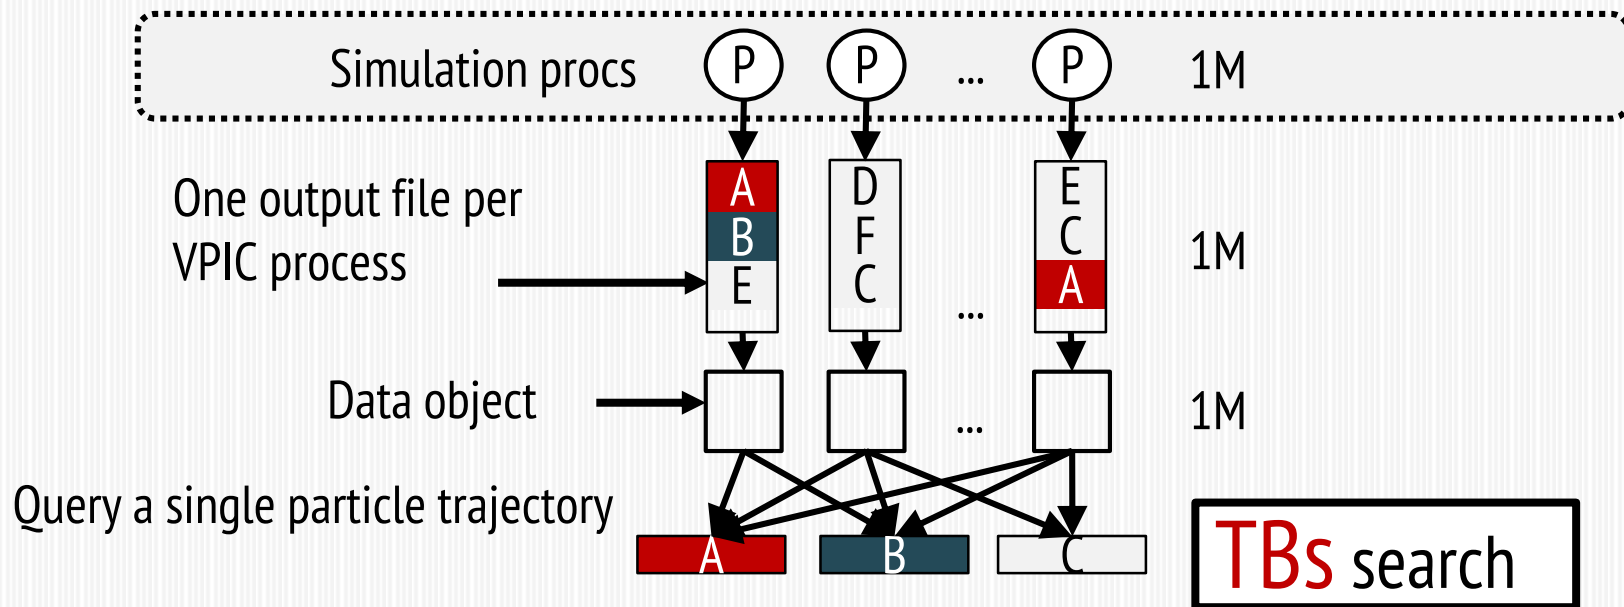 Simulation procs P P ... P 1M
One output file per
VPIC process
A D E
B F C
E C A
... 1M
Data object ... 1M
Query a single particle trajectory
A B C
TBs search